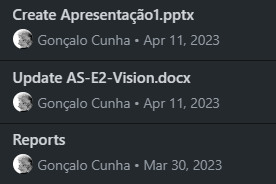 Create Apresentação1.pptx
Gonçalo Cunha • Apr 11, 2023
Update AS-E2-Vision.docx
Gonçalo Cunha • Apr 11, 2023
Reports
Gonçalo Cunha • Mar 30, 2023